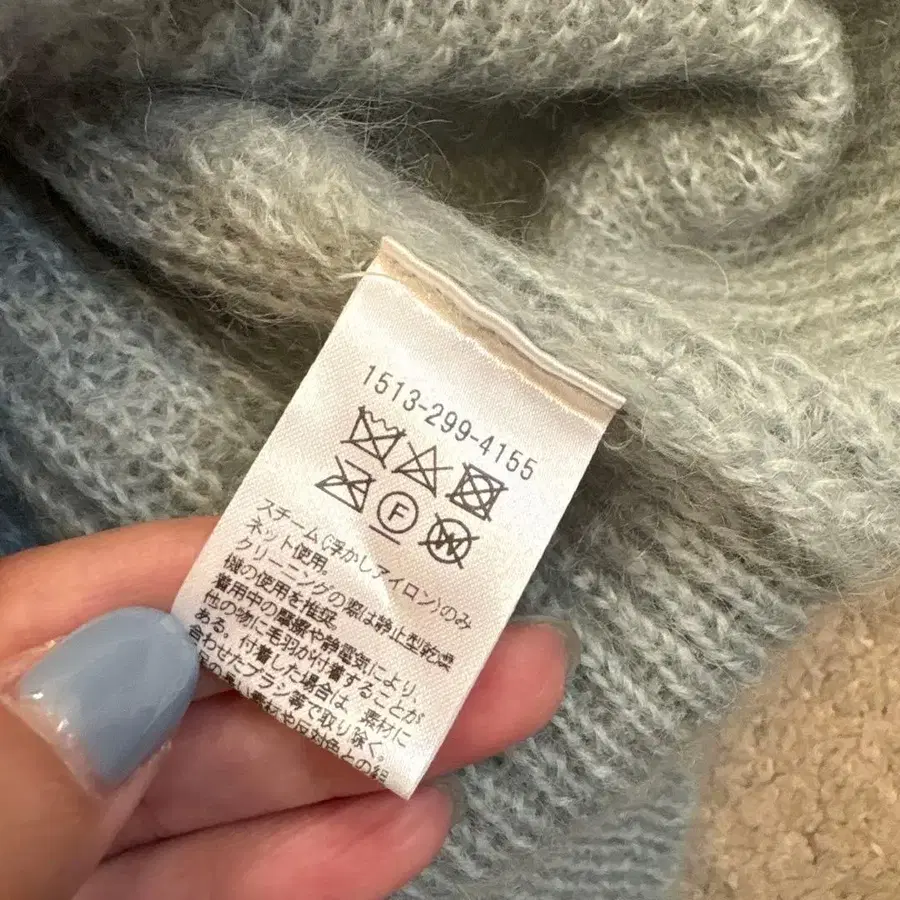 1513-299-4155
F
W
スチーム(浮かしアイロン)のみ
ネット使用。
クリーニングの際は静止型乾燥
機の使用を推奨
着用中の摩擦や静電気により、
他の物に毛羽が付着することが
ある。付着した場合は、素材に
合わせたブラシ等で取り除く。